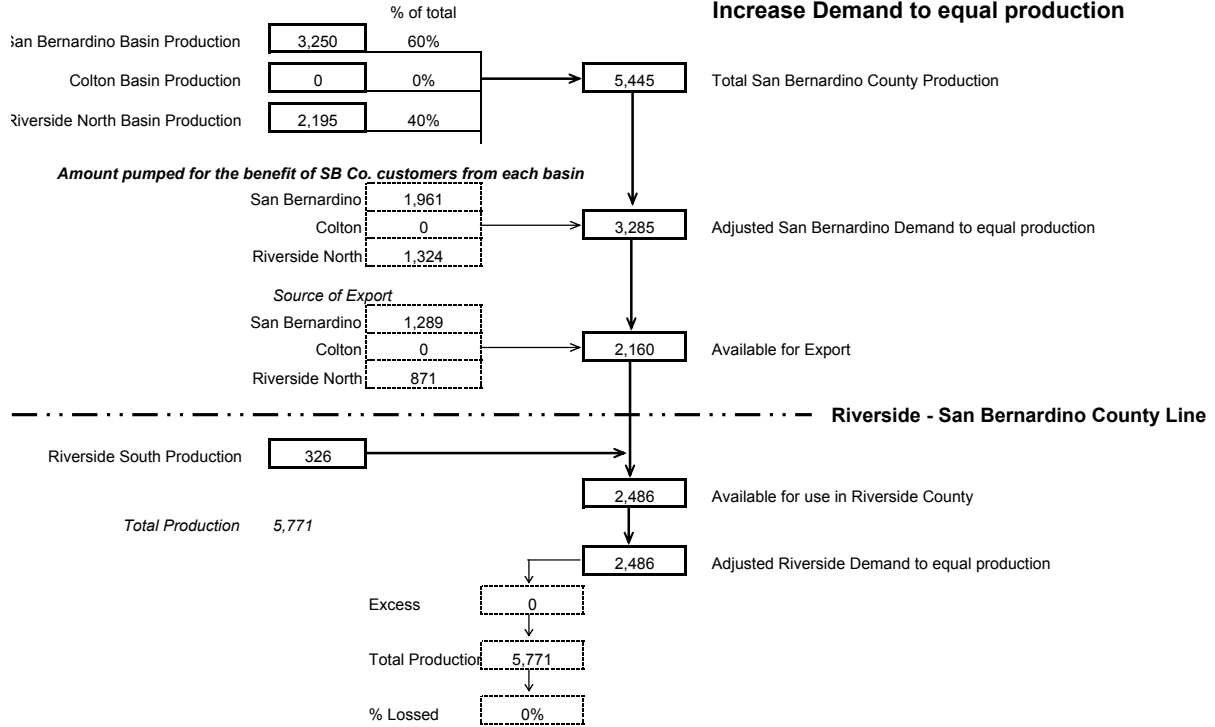 % of total
Increase Demand to equal production
San Bernardino Basin Production 3,250 60%
Colton Basin Production 0 0% 5,445 Total San Bernardino County Production
Riverside North Basin Production 2,195 40%
Amount pumped for the benefit of SB Co. customers from each basin
San Bernardino 1,961
Colton 0 3,285 Adjusted San Bernardino Demand to equal production
Riverside North 1,324
Source of Export
San Bernardino 1,289
Colton 0 2,160 Available for Export
Riverside North 871
Riverside - San Bernardino County Line
Riverside South Production 326
2,486 Available for use in Riverside County
Total Production 5,771
2,486 Adjusted Riverside Demand to equal production
Excess 0
Total Production 5,771
% Lossed 0%